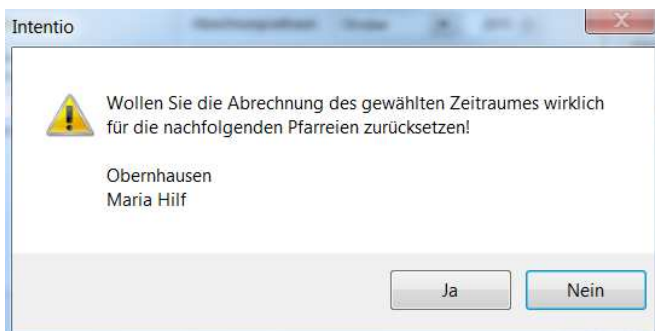 Intentio
Wollen Sie die Abrechnung des gewählten Zeitraumes wirklich
für die nachfolgenden Pfarreien zurücksetzen!
Obernhausen
Maria Hilf
Ja
Nein